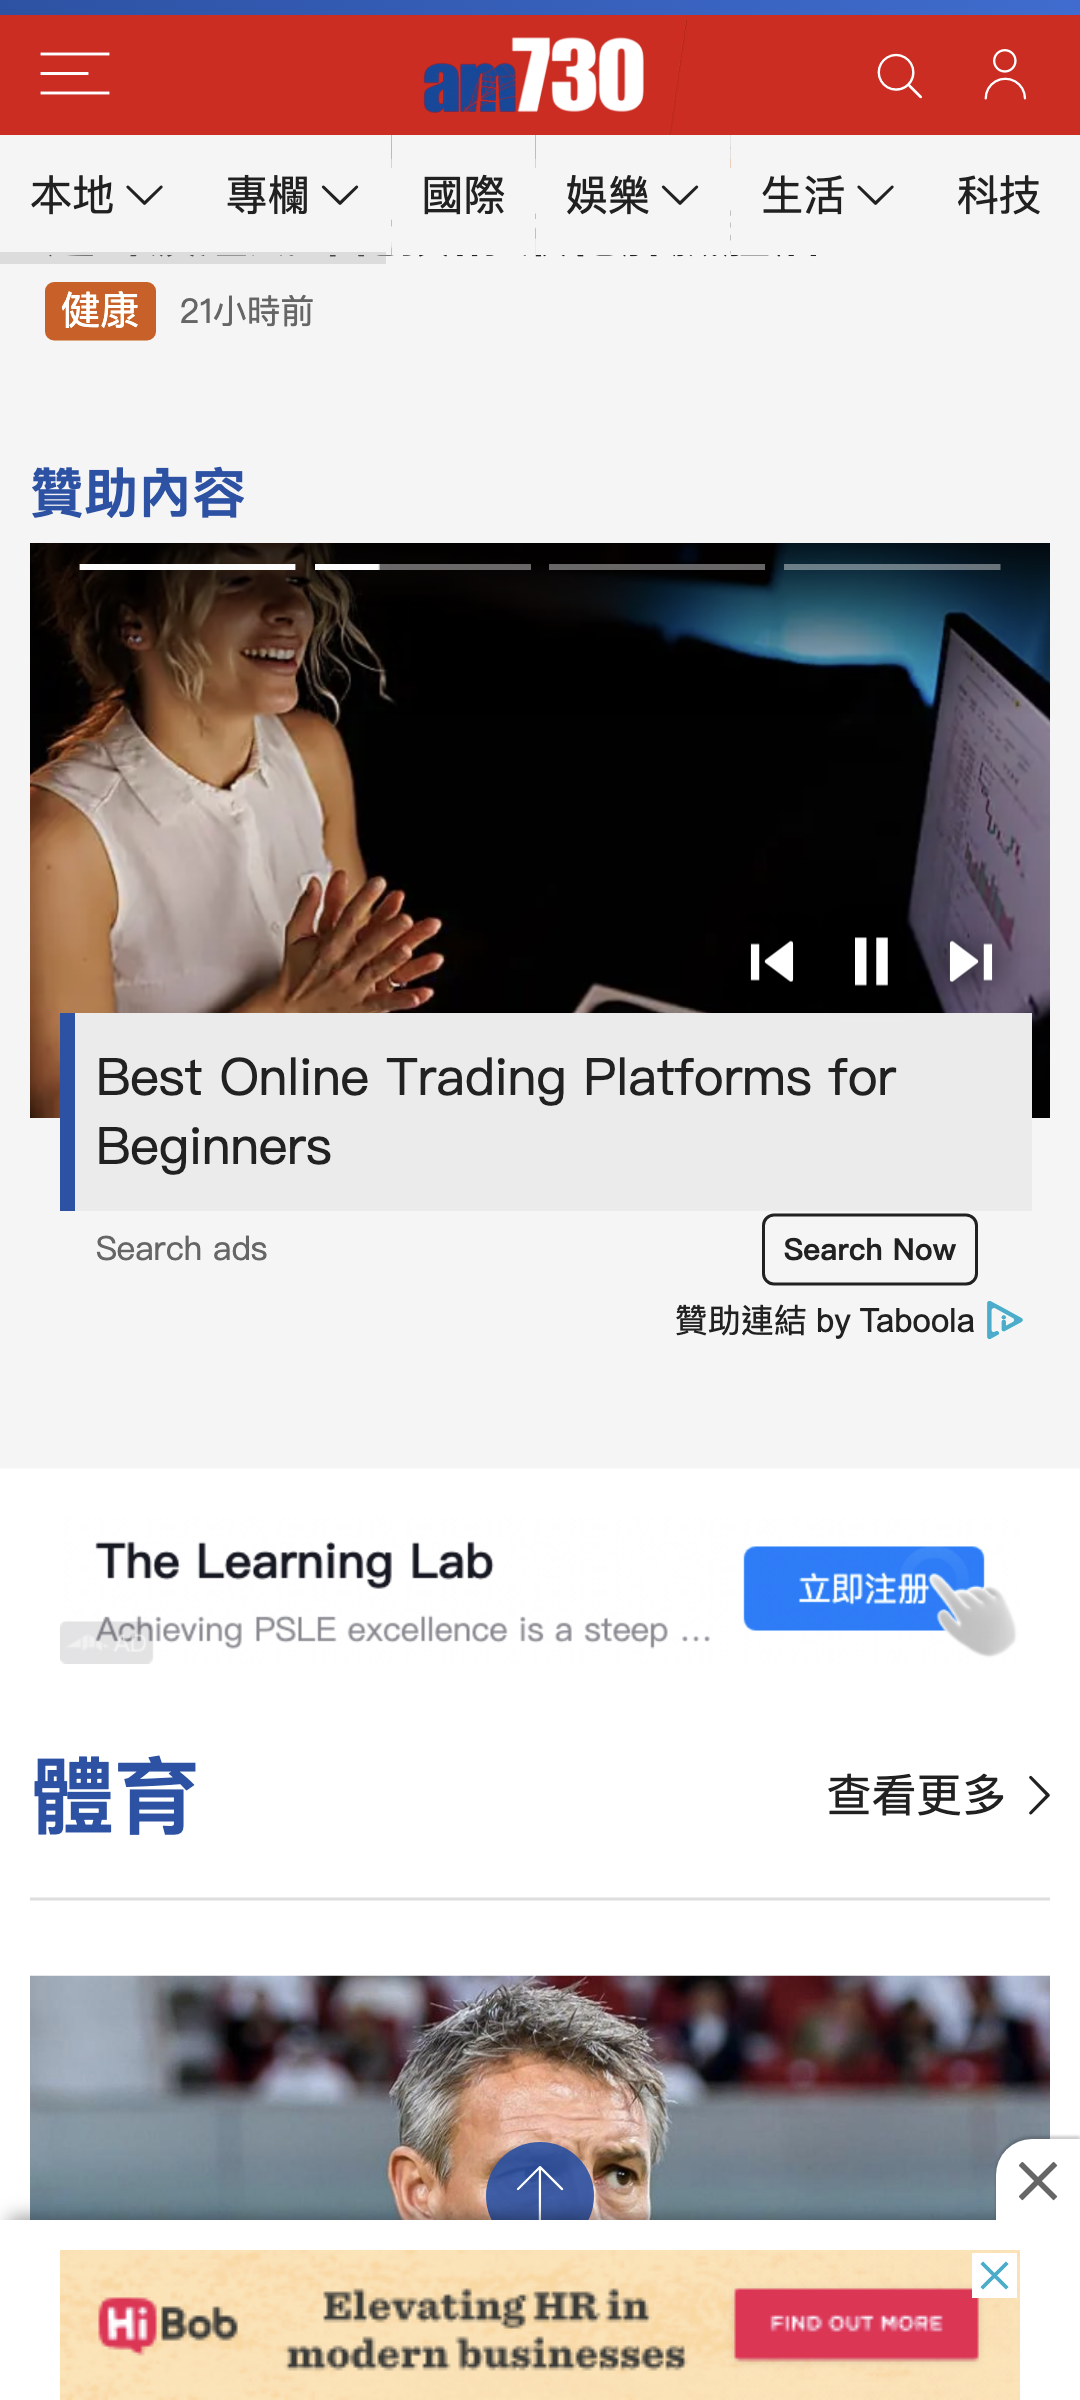 am730
本地
專欄
國際
娛樂
生活
科技
健康
21小時前
贊助內容
Best Online Trading Platforms for
Beginners
Search ads
Search Now
贊助連結 by Taboola
The Learning Lab
立即注册
Achieving PSLE excellence is a steep ...
AD
體育
查看更多
HiBob
Elevating HR in
modern businesses
FIND OUT MORE